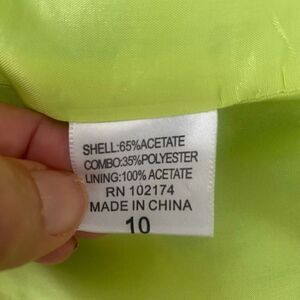 SHELL:65%ACETATE
COMBO:35%POLYESTER
LINING:100% ACETATE
RN 102174
MADE IN CHINA
10